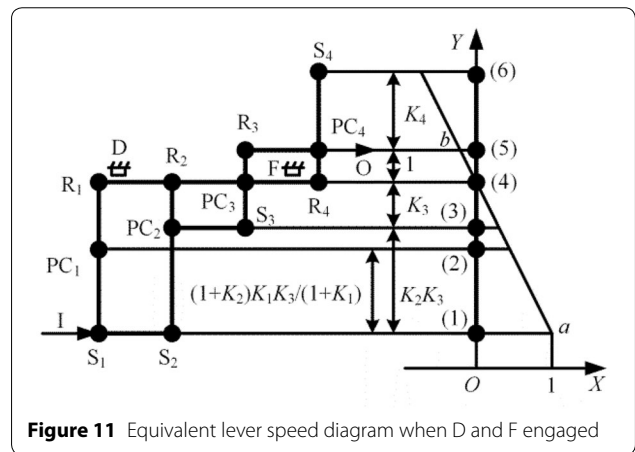 Y
S₄
(6)
K₄
R₃
PC₄
b
(5)
D
R₂
F
O
1
R₁
(4)
PC₃
R₄
K₃
S₃
(3)
PC₂
PC₁
(2)
(1+K₂)K₁K₃/(1+K₁)
K₂K₃
I
(1)
a
S₁
S₂
O
1
X
Figure 11 Equivalent lever speed diagram when D and F engaged